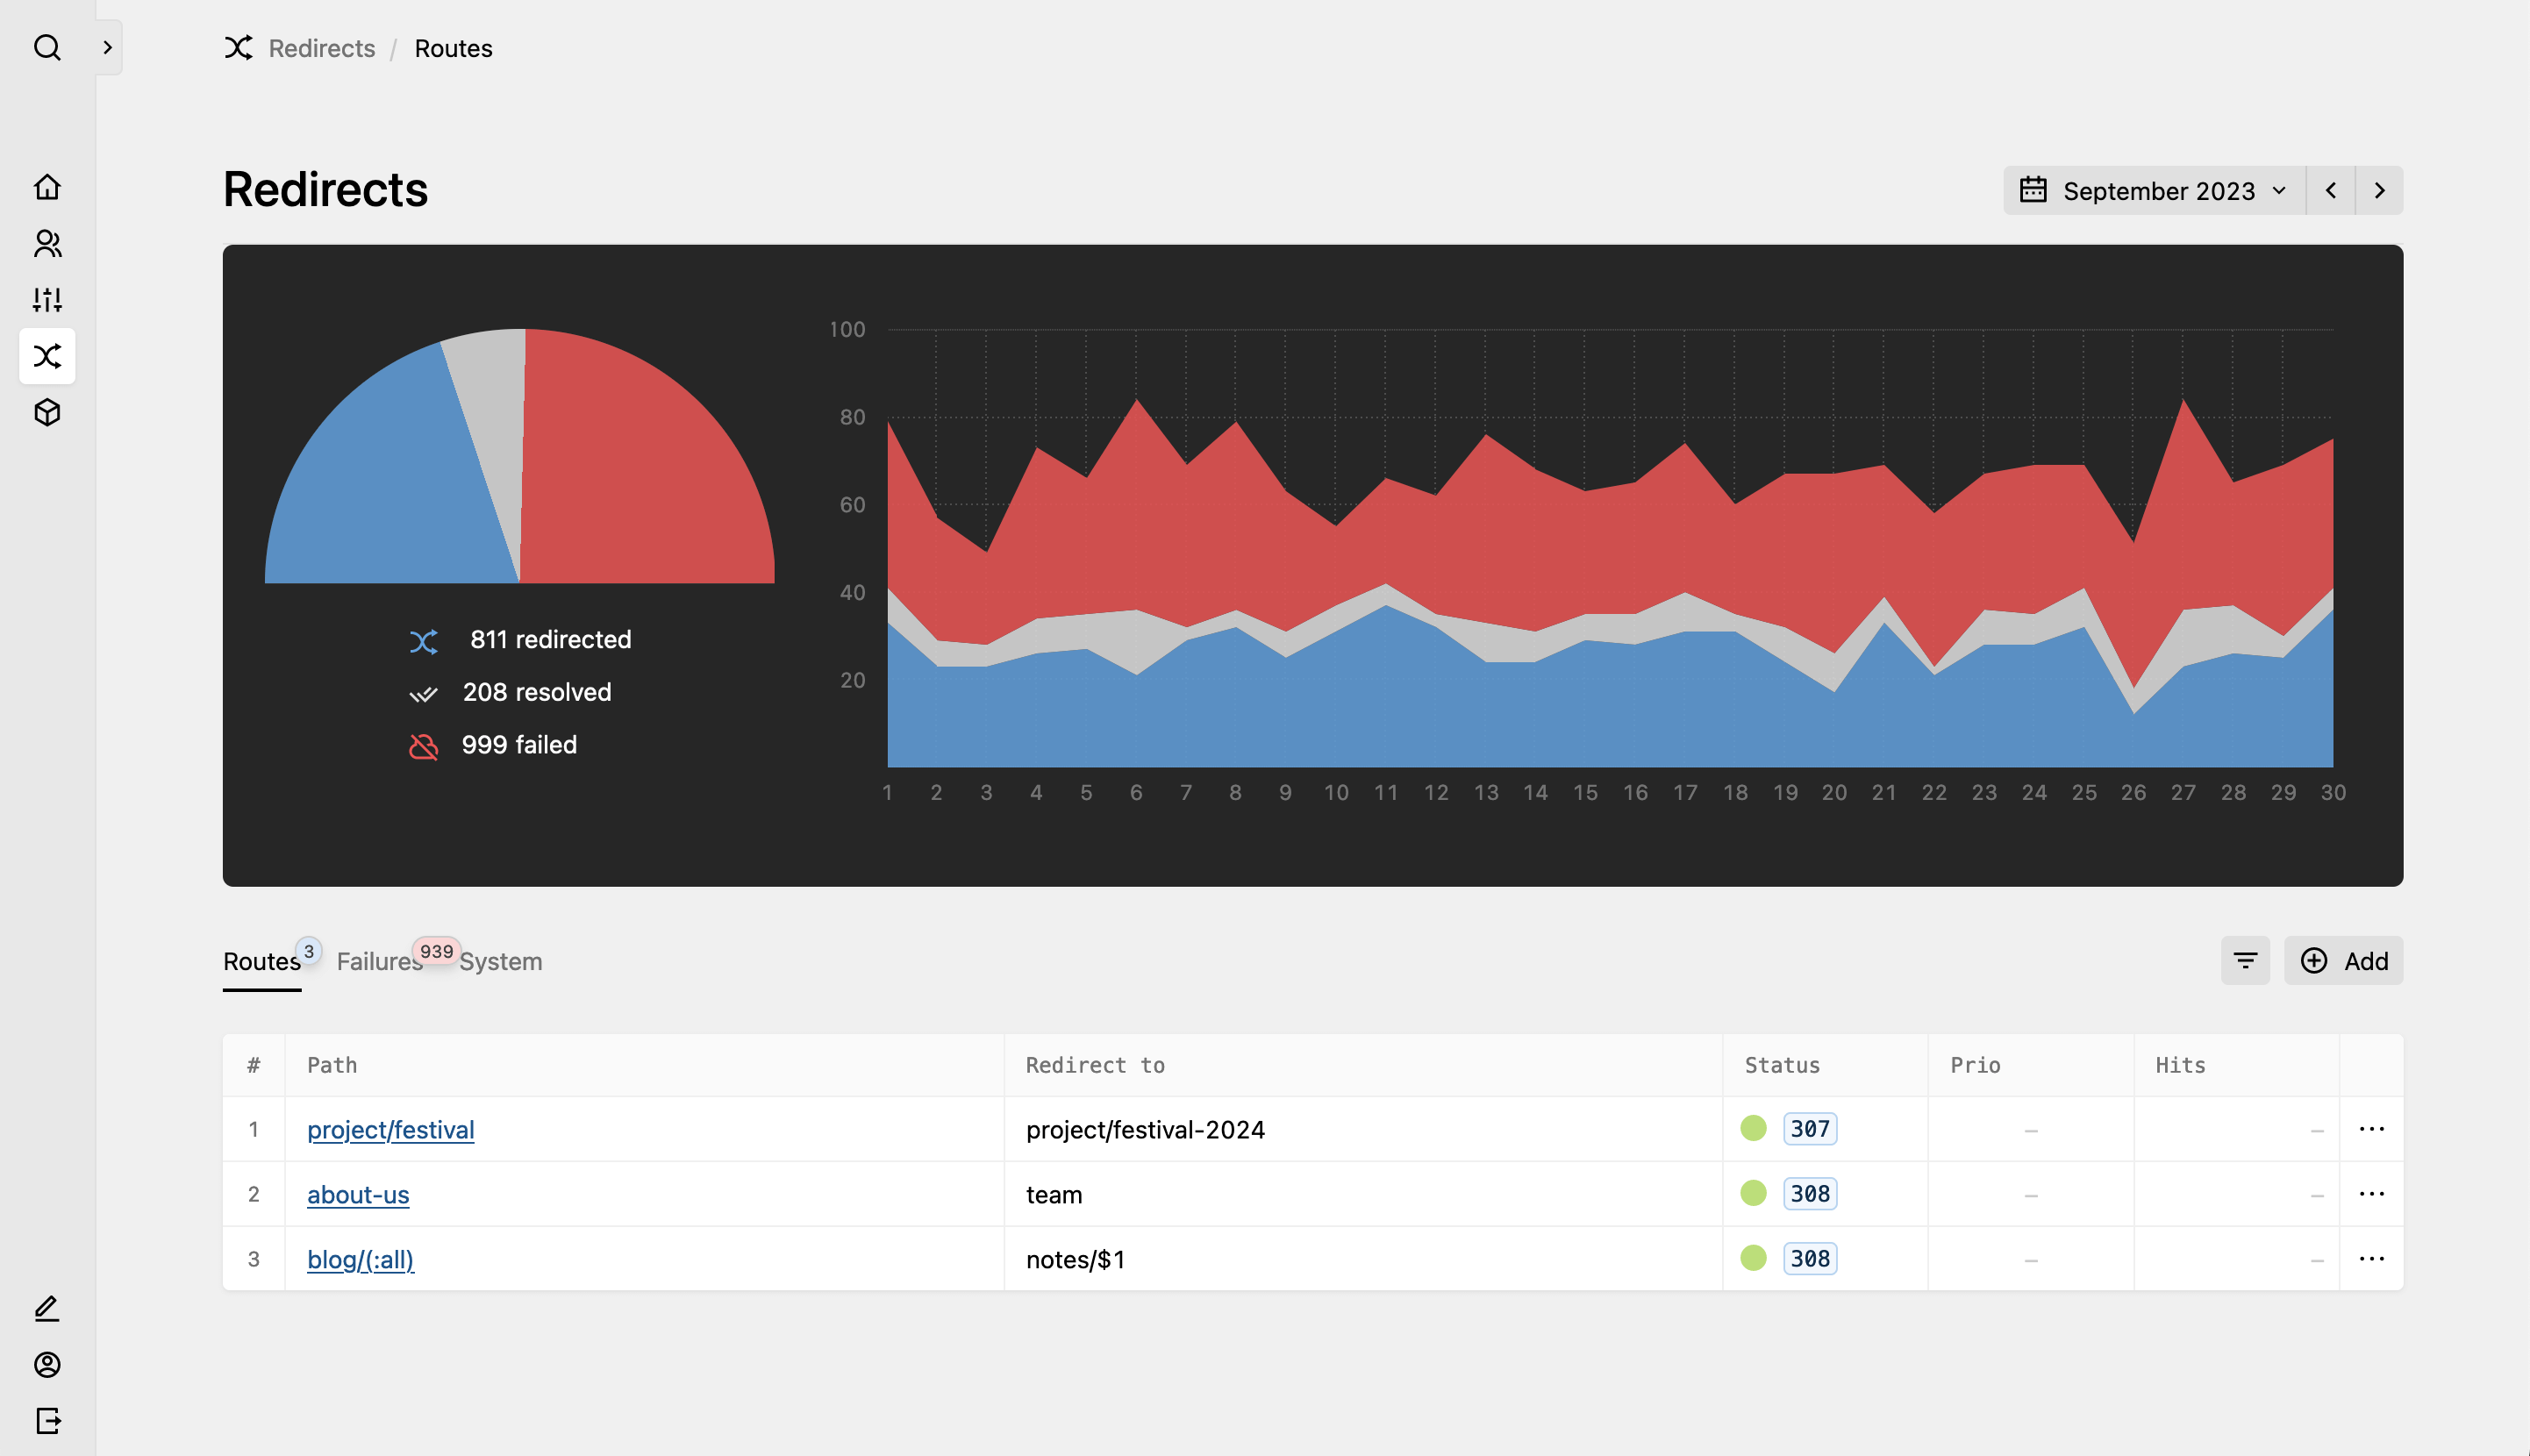 Redirects / Routes
Redirects
September 2023
100
80
60
40
20
1 2 3 4 5 6 7 8 9 10 11 12 13 14 15 16 17 18 19 20 21 22 23 24 25 26 27 28 29 30
811 redirected
208 resolved
999 failed
Routes 3 Failures 939 System
Add
# Path Redirect to Status Prio Hits
1 project/festival project/festival-2024 307 – –
2 about-us team 308 – –
3 blog/(:all) notes/$1 308 – –